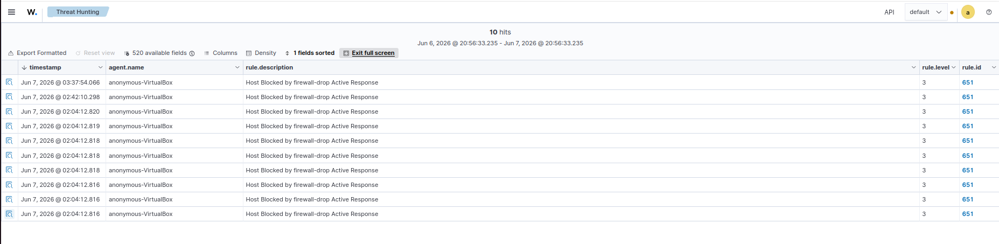 W. Threat Hunting API default a
10 hits
Jun 6, 2026 @ 20:56:33.235 - Jun 7, 2026 @ 20:56:33.235
Export Formatted Reset view 520 available fields Columns Density 1 fields sorted Exit full screen
timestamp agent.name rule.description rule.level rule.id
Jun 7, 2026 @ 03:37:54.066 anonymous-VirtualBox Host Blocked by firewall-drop Active Response 3 651
Jun 7, 2026 @ 02:42:10.298 anonymous-VirtualBox Host Blocked by firewall-drop Active Response 3 651
Jun 7, 2026 @ 02:04:12.820 anonymous-VirtualBox Host Blocked by firewall-drop Active Response 3 651
Jun 7, 2026 @ 02:04:12.819 anonymous-VirtualBox Host Blocked by firewall-drop Active Response 3 651
Jun 7, 2026 @ 02:04:12.818 anonymous-VirtualBox Host Blocked by firewall-drop Active Response 3 651
Jun 7, 2026 @ 02:04:12.818 anonymous-VirtualBox Host Blocked by firewall-drop Active Response 3 651
Jun 7, 2026 @ 02:04:12.818 anonymous-VirtualBox Host Blocked by firewall-drop Active Response 3 651
Jun 7, 2026 @ 02:04:12.816 anonymous-VirtualBox Host Blocked by firewall-drop Active Response 3 651
Jun 7, 2026 @ 02:04:12.816 anonymous-VirtualBox Host Blocked by firewall-drop Active Response 3 651
Jun 7, 2026 @ 02:04:12.816 anonymous-VirtualBox Host Blocked by firewall-drop Active Response 3 651